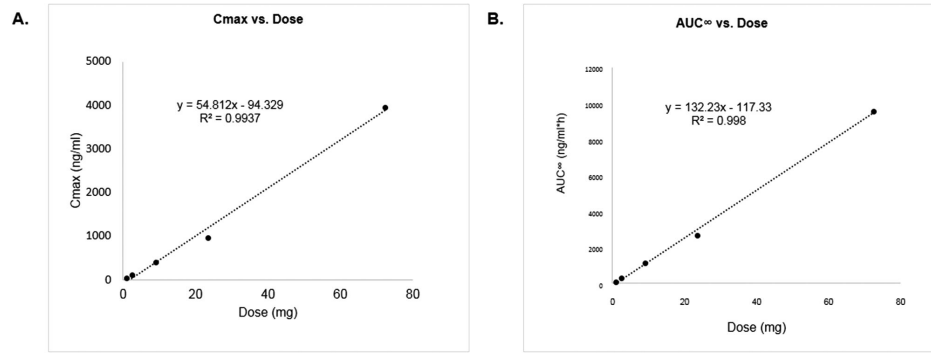 A.
Cmax vs. Dose
5000
4000
3000
2000
1000
0
Cmax (ng/ml)
y = 54.812x - 94.329
R² = 0.9937
0 20 40 60 80
Dose (mg)
B.
AUC∞ vs. Dose
12000
10000
8000
6000
4000
2000
0
AUC∞ (ng/ml*h)
y = 132.23x - 117.33
R² = 0.998
0 20 40 60 80
Dose (mg)